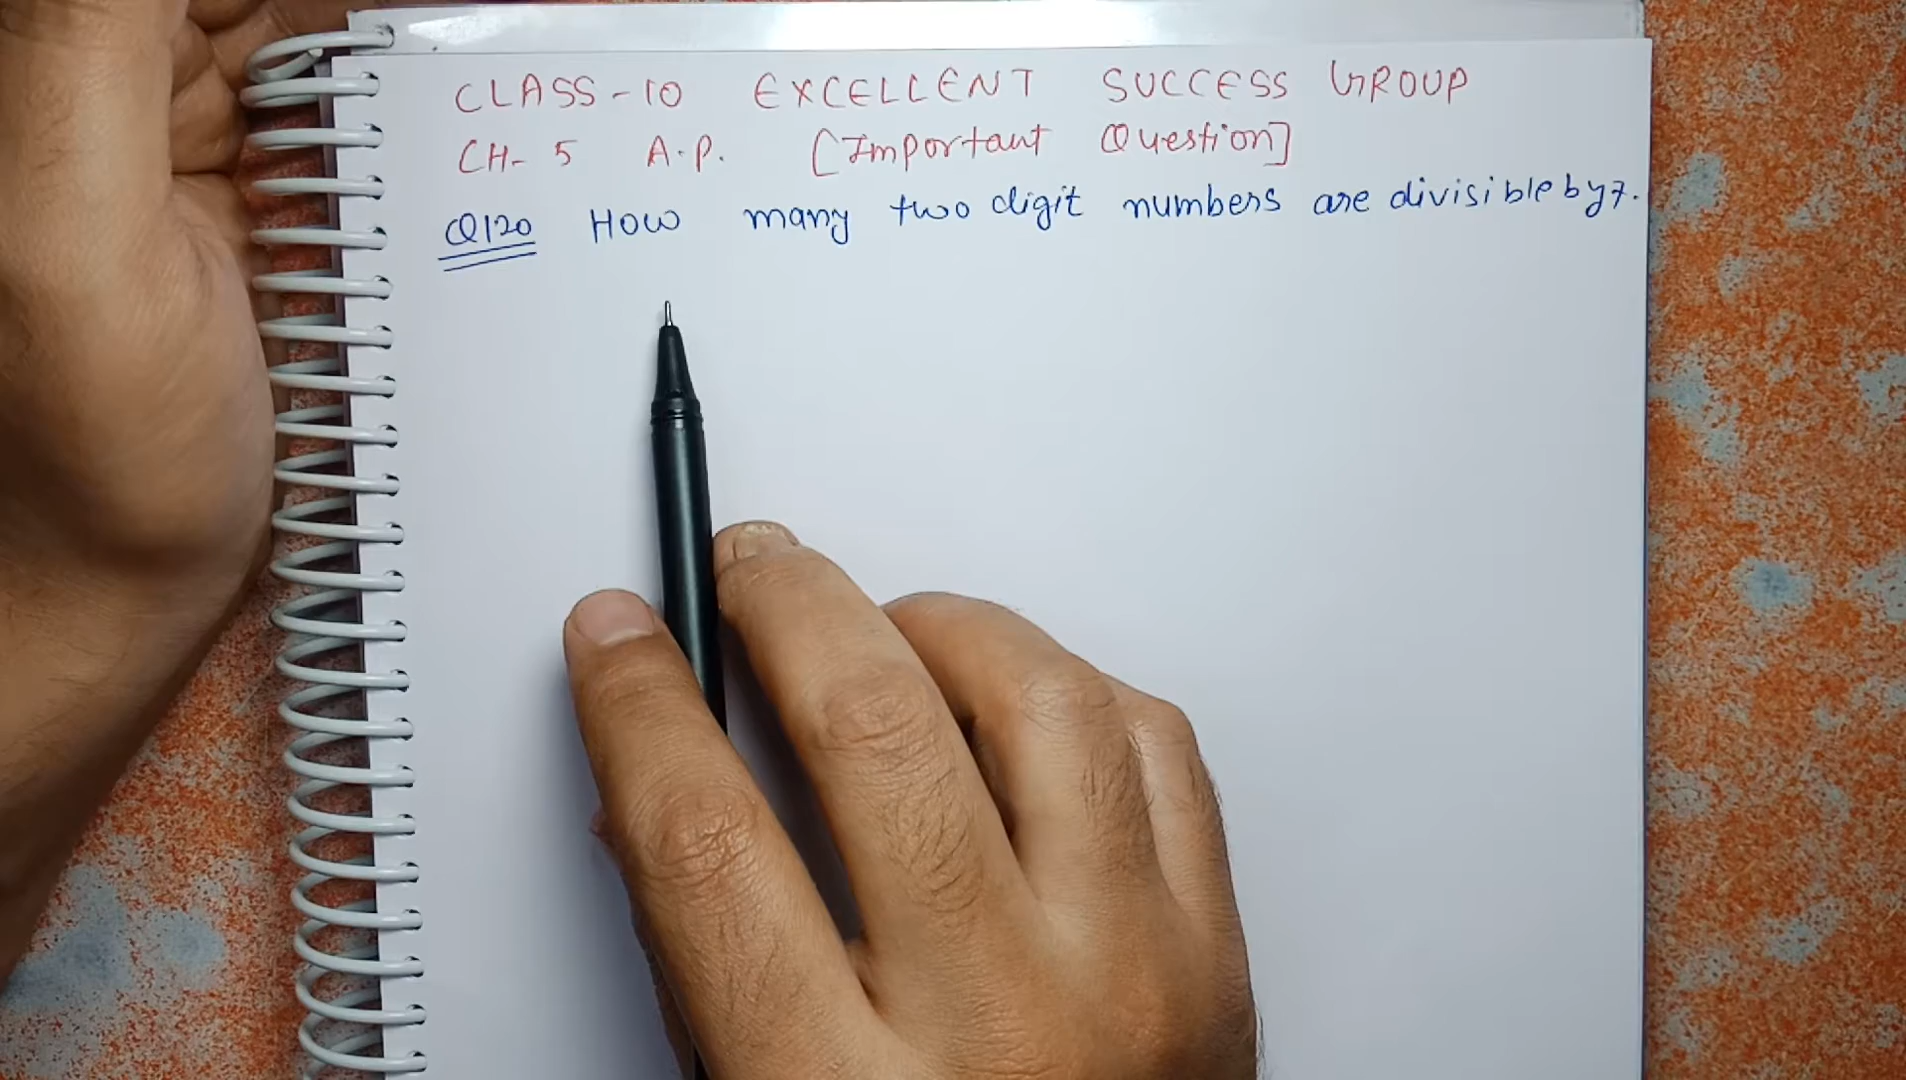 CLASS-10 EXCELLENT SUCCESS GROUP
CH- 5 A.P. [Important Question]
Q120 HOW many two digit numbers are divisible by 7.